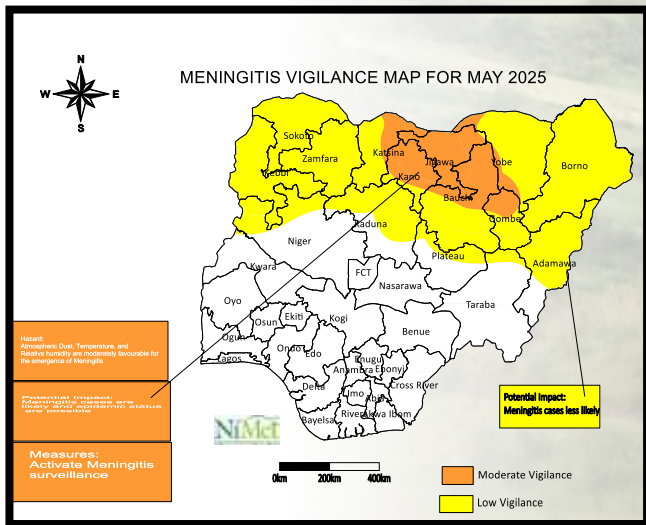 N
W E
S
MENINGITIS VIGILANCE MAP FOR MAY 2025
Sokoto
Zamfara
Kebbi
Katsina
Kano
Jigawa
Yobe
Borno
Bauchi
Gombe
Kaduna
Niger
Plateau
Adamawa
Kwara
FCT
Nasarawa
Taraba
Oyo
Osun
Ekiti
Kogi
Benue
Ogun
Ondo
Edo
Lagos
Enugu
Anambra
Ebonyi
Delta
Imo
Abia
Cross River
Bayelsa
Rivers
Akwa Ibom
Hazard:
Atmospheric Dust, Temperature, and
Relative humidity are moderately favourable for
the emergence of Meningitis
Potential Impact:
Meningitis cases are
likely and epidemic status
are possible
Measures:
Activate Meningitis
surveillance
NiMet
0km 200km 400km
Potential Impact:
Meningitis cases less likely
Moderate Vigilance
Low Vigilance